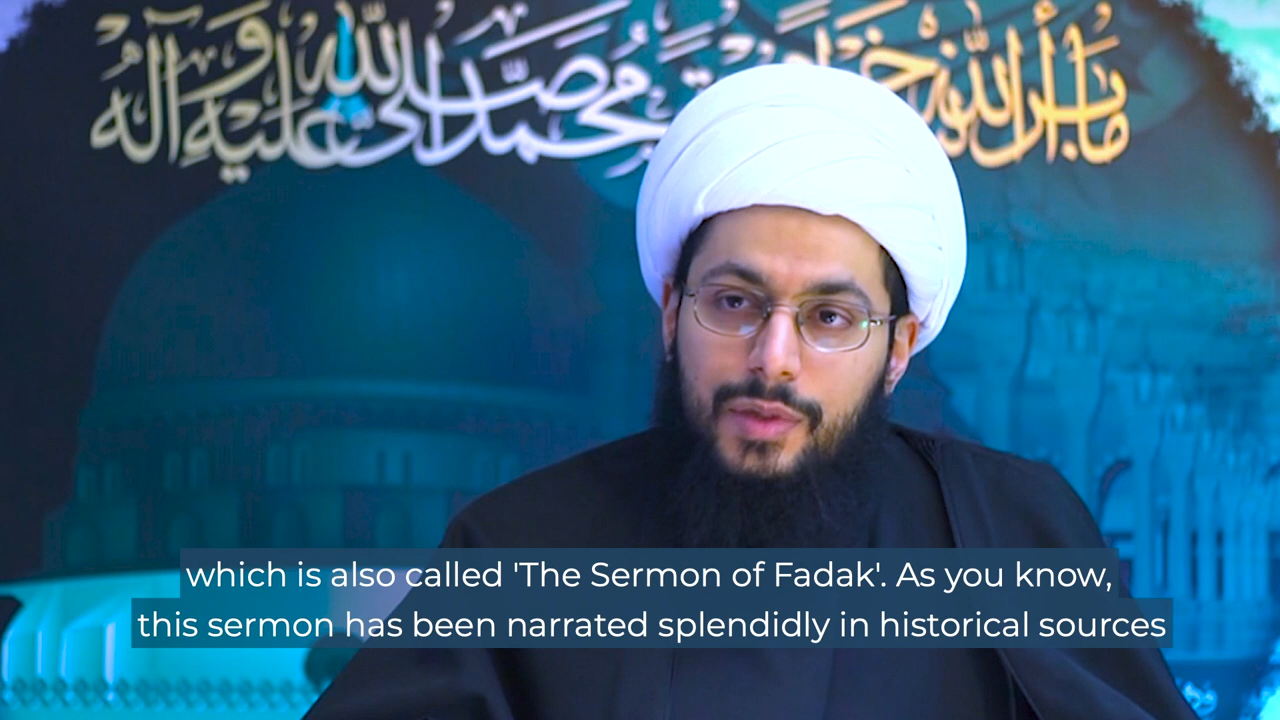 محمد صلى الله عليه وآله
which is also called 'The Sermon of Fadak'. As you know,
this sermon has been narrated splendidly in historical sources